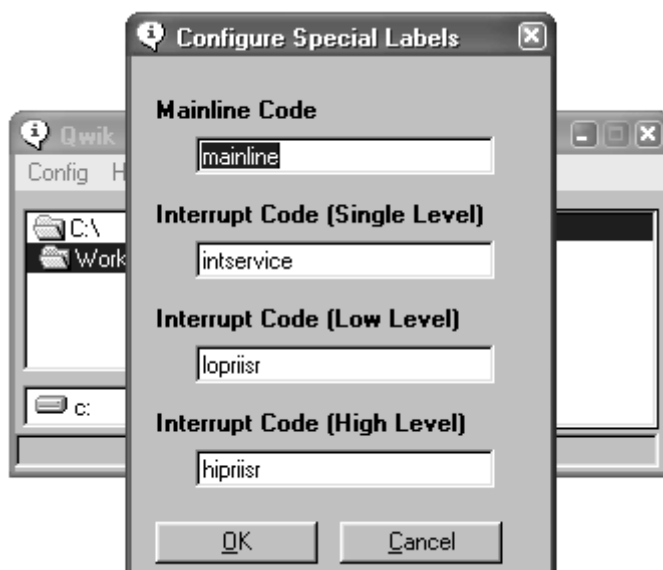 Configure Special Labels
Mainline Code
mainline
Interrupt Code (Single Level)
intservice
Interrupt Code (Low Level)
lopriisr
Interrupt Code (High Level)
hipriisr
OK
Cancel
Qwik
Config H
C:\
Work
c: